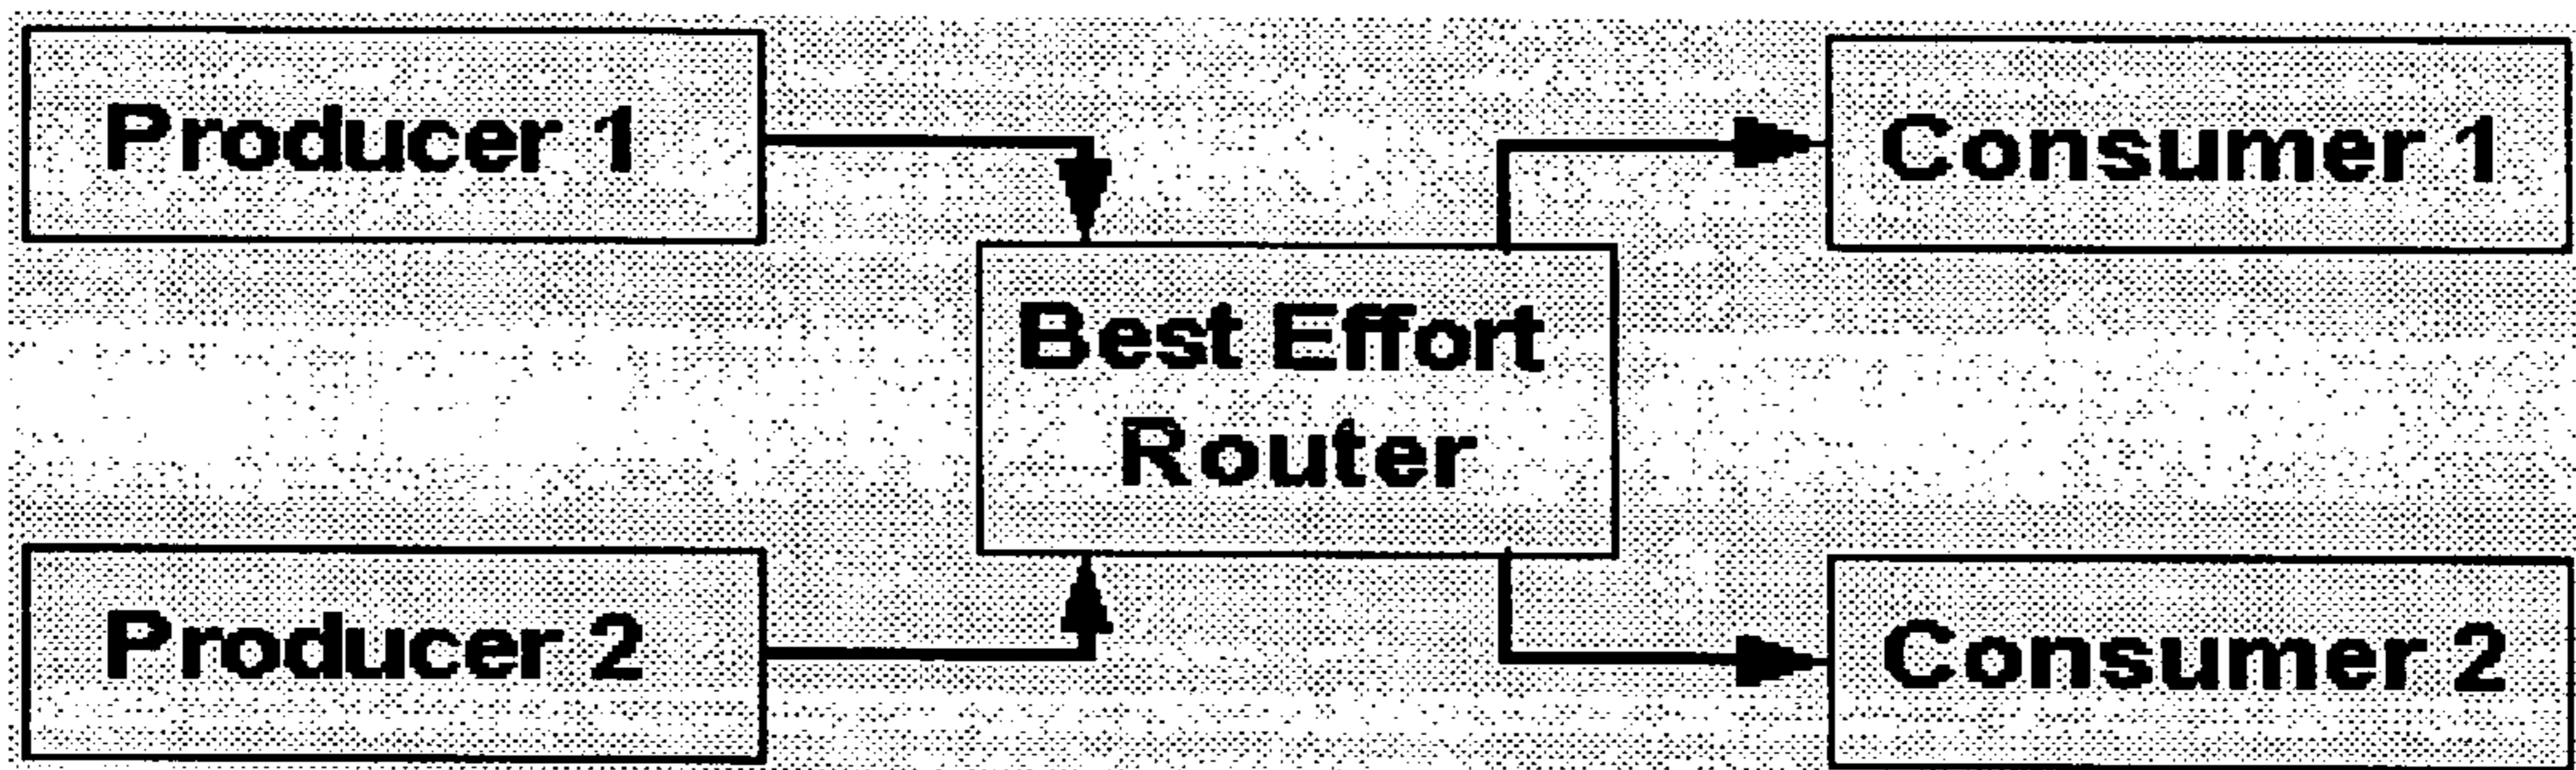 Producer 1
Consumer 1
Best Effort
Router
Producer 2
Consumer 2